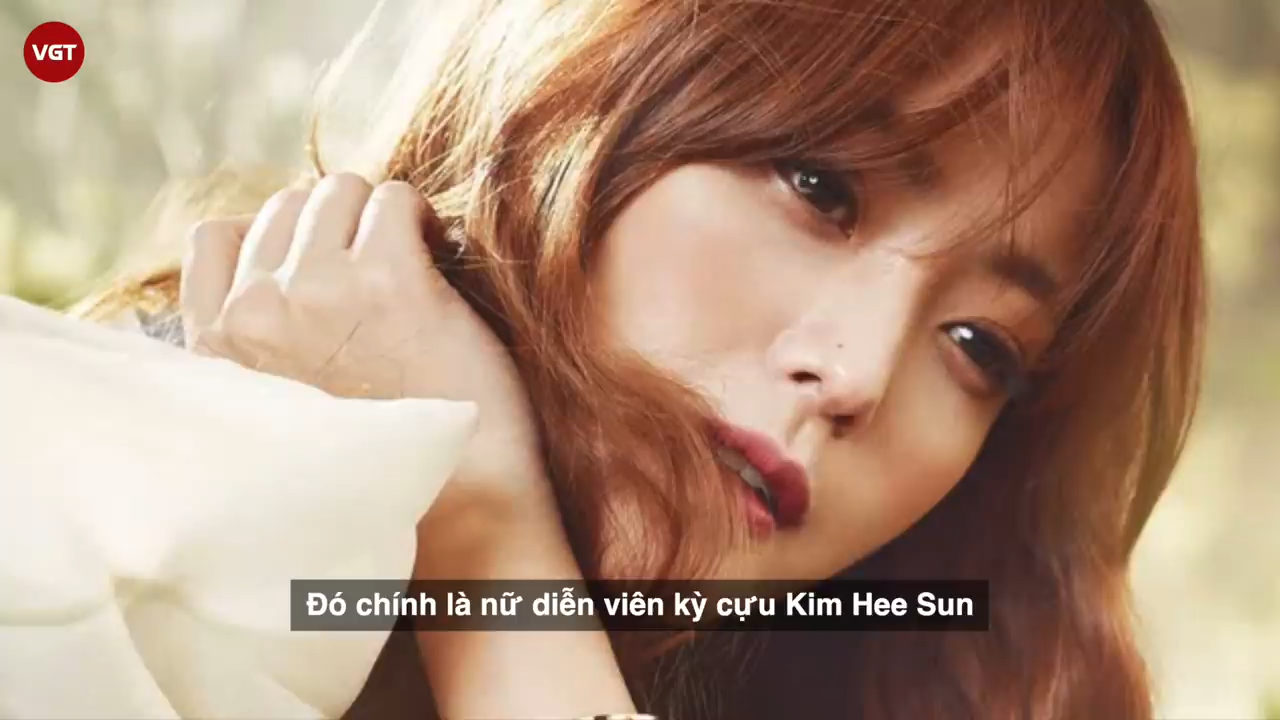 VGT
Đó chính là nữ diễn viên kỳ cựu Kim Hee Sun